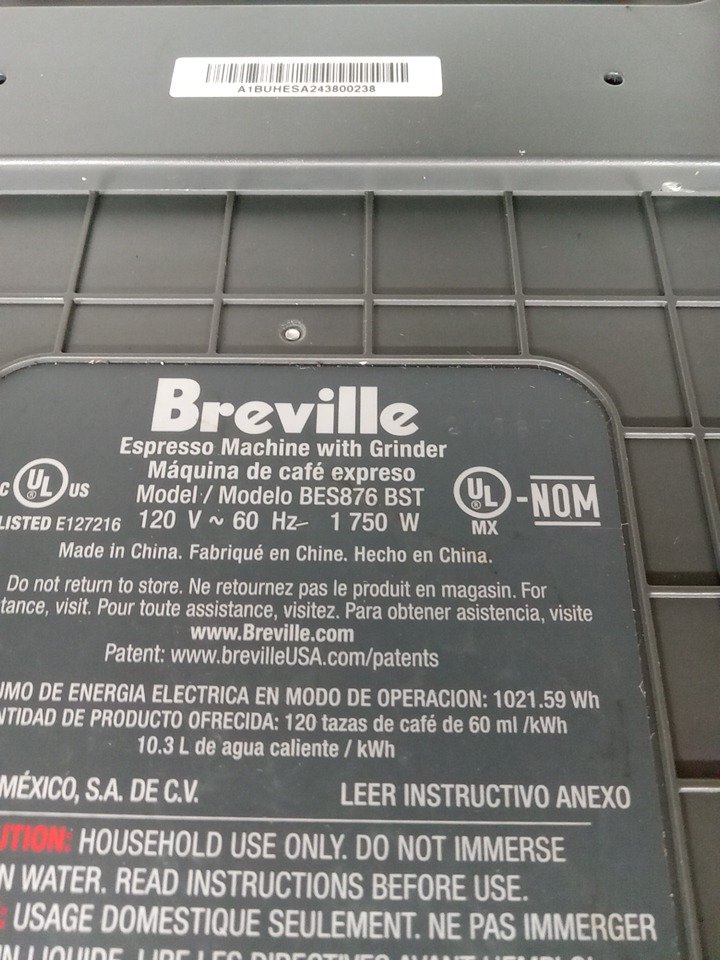 A1BUHESA243800238
Breville
Espresso Machine with Grinder
Máquina de café expreso
Model / Modelo BES876 BST
120 V ~ 60 Hz- 1 750 W
C UL US
LISTED E127216
UL MX -NOM
Made in China. Fabriqué en Chine. Hecho en China.
Do not return to store. Ne retournez pas le produit en magasin. For
visit. Pour toute assistance, visitez. Para obtener asistencia, visite
www.Breville.com
Patent: www.brevilleUSA.com/patents
DE ENERGIA ELECTRICA EN MODO DE OPERACION: 1021.59 Wh
DE PRODUCTO OFRECIDA: 120 tazas de café de 60 ml /kWh
10.3 L de agua caliente / kWh
MÉXICO, S.A. DE C.V.
LEER INSTRUCTIVO ANEXO
HOUSEHOLD USE ONLY. DO NOT IMMERSE
WATER. READ INSTRUCTIONS BEFORE USE.
USAGE DOMESTIQUE SEULEMENT. NE PAS IMMERGER